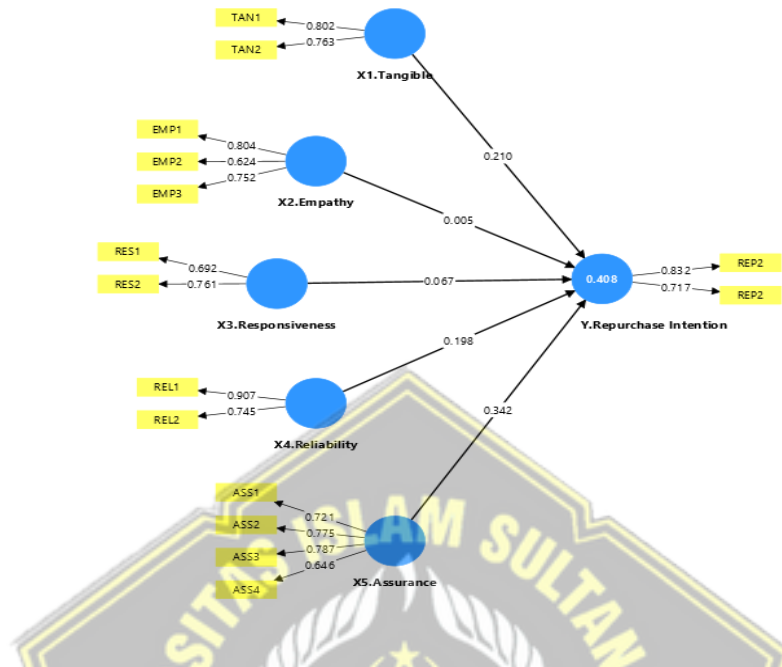 TAN1
0.802
TAN2
0.763
X1.Tangible
0.210
EMP1
0.804
EMP2
0.624
EMP3
0.752
X2.Empathy
0.005
RES1
0.692
RES2
0.761
X3.Responsiveness
0.067
0.408
0.832
REP2
0.717
REP2
Y.Repurchase Intention
REL1
0.907
REL2
0.745
X4.Reliability
0.198
0.342
ASS1
0.721
ASS2
0.775
ASS3
0.787
ASS4
0.646
X5.Assurance
SITAS ISLAM SULTAN